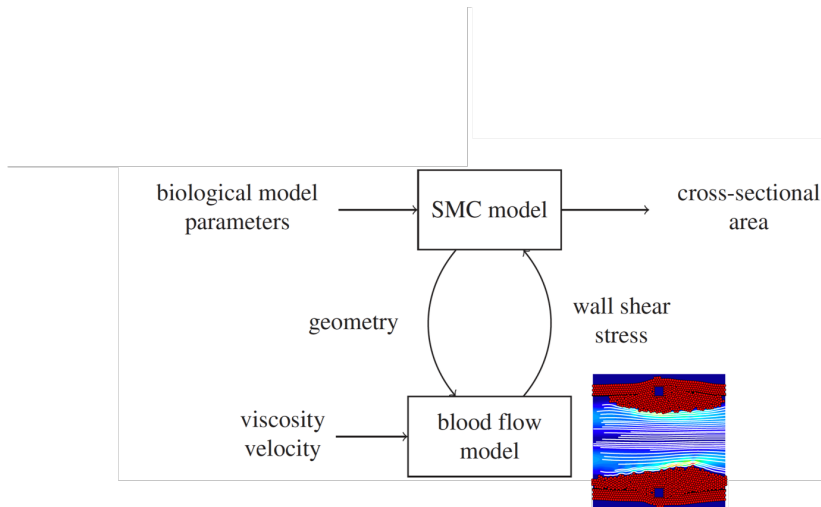 biological model
parameters
SMC model
cross-sectional
area
geometry
wall shear
stress
viscosity
velocity
blood flow
model